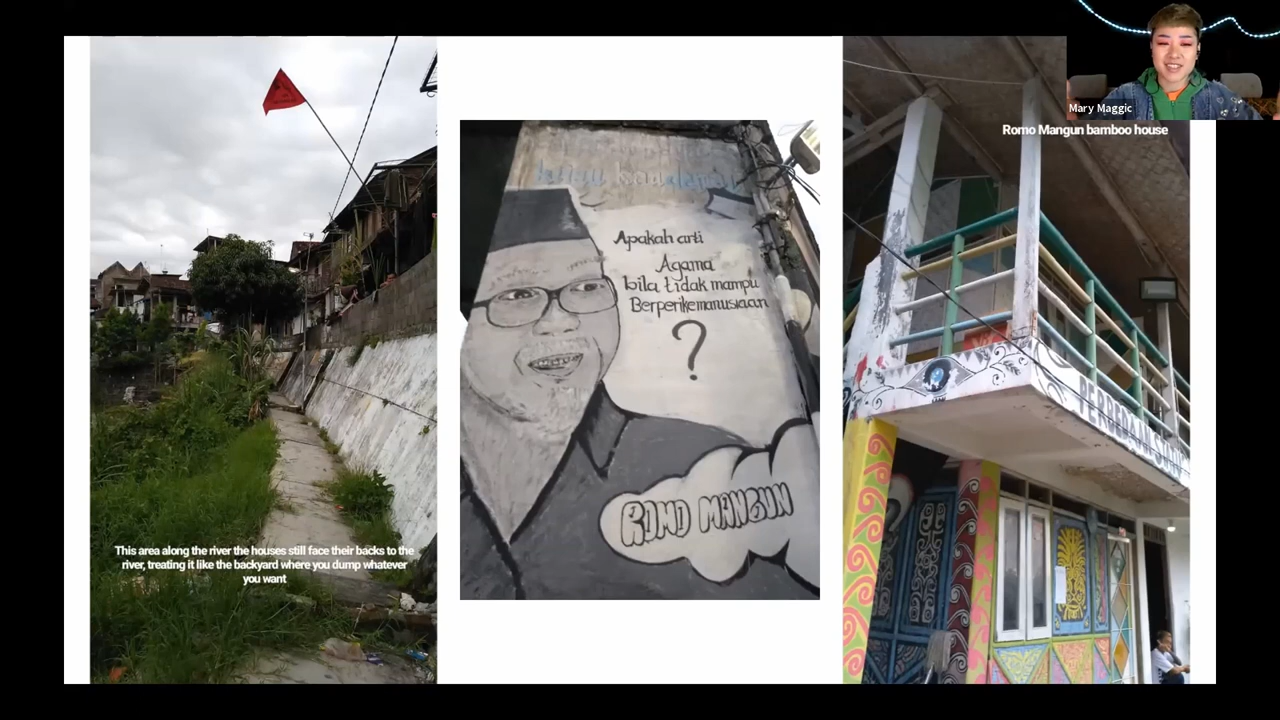 Mary Maggic
This area along the river the houses still face their backs to the
river, treating it like the backyard where you dump whatever
you want
Apakah arti
Agama
bila tidak mampu
Berperikemanusiaan
?
ROMO MANGUN
Romo Mangun bamboo house